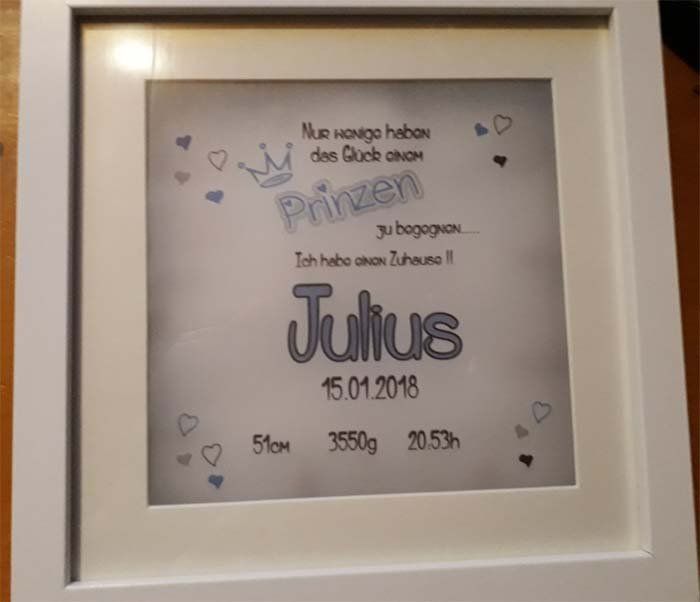 Nur wenige haben
das Glück einem
Prinzen
zu begegnen.....
Ich habe einen Zuhause !!
Julius
15.01.2018
51cm 3550g 20.53h